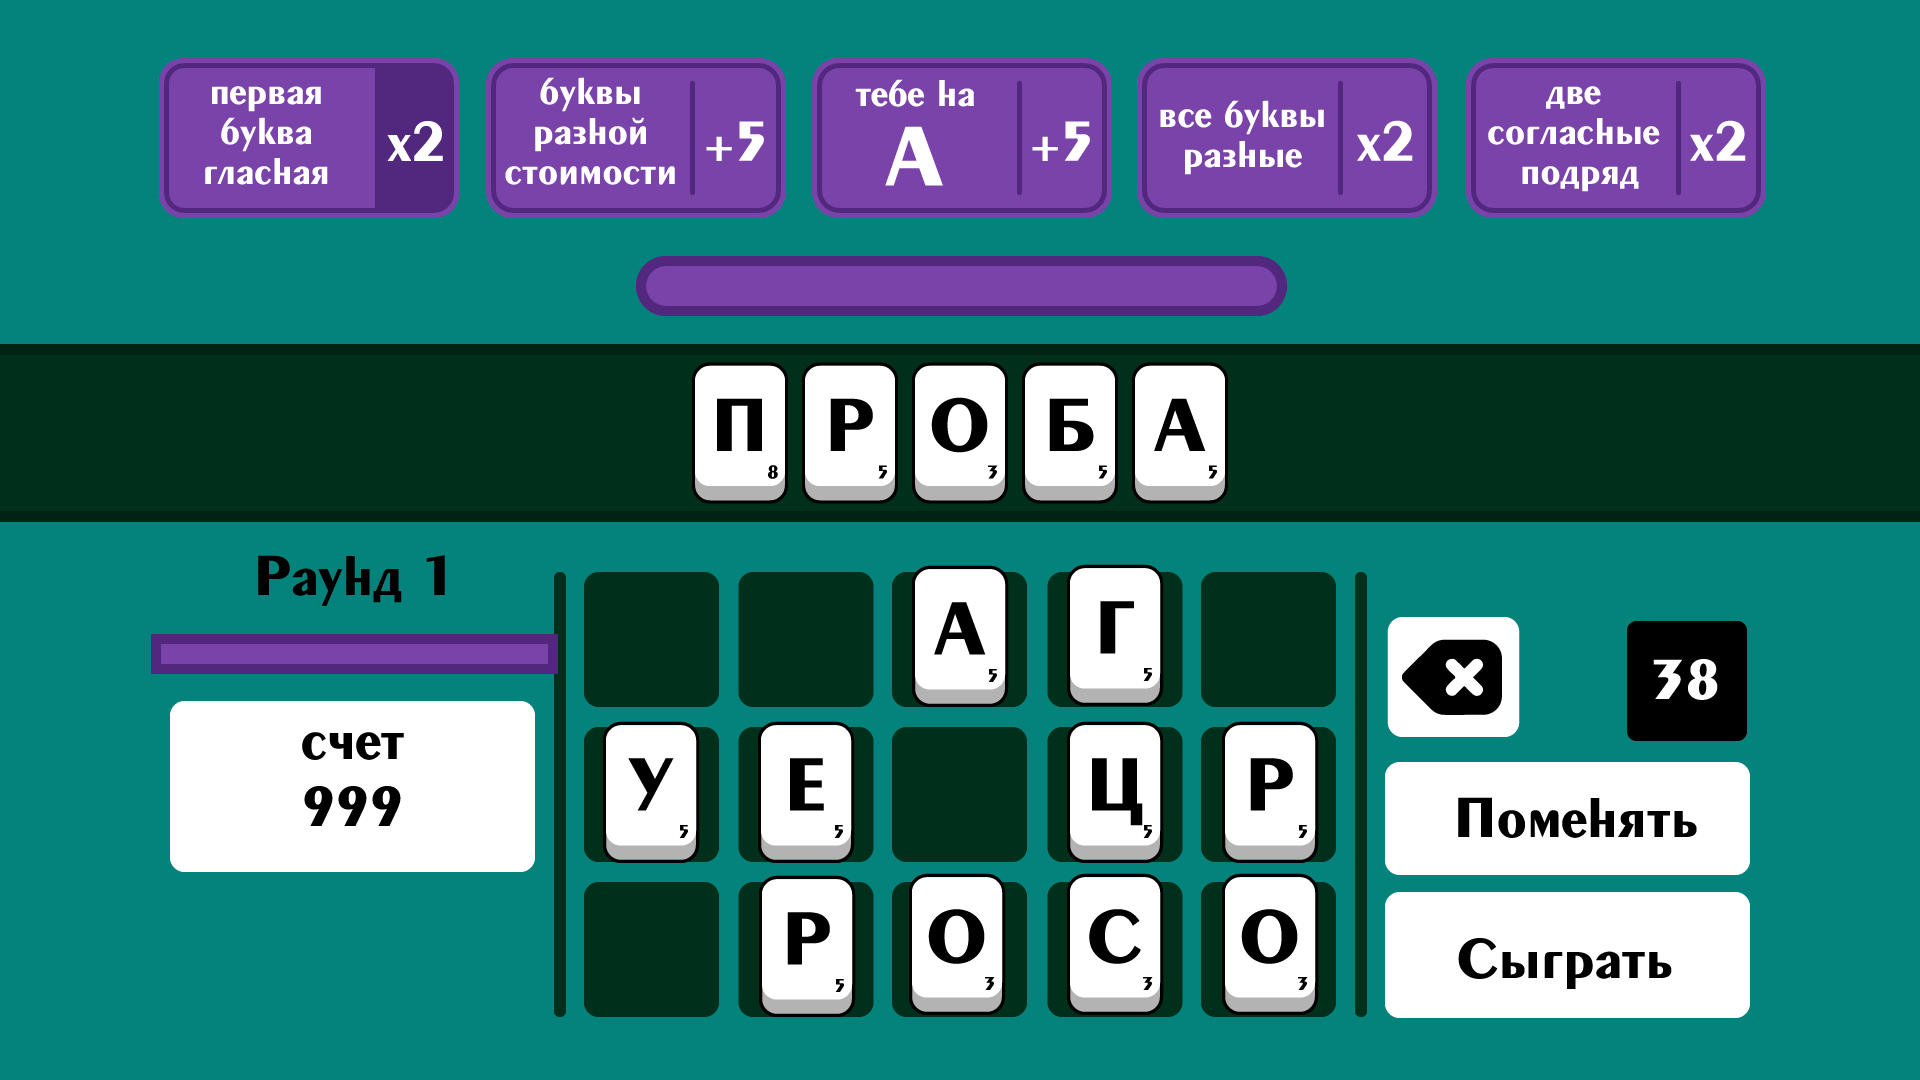 первая
буква
гласная
x2
буквы
разной
стоимости
+5
тебе на
А
+5
все буквы
разные
x2
две
согласные
подряд
x2
П 8
Р 5
О 3
Б 5
А 5
Раунд 1
счет
999
А 5
Г 5
У 5
Е 5
Ц 5
Р 5
Р 5
О 3
С 3
О 3
38
Поменять
Сыграть